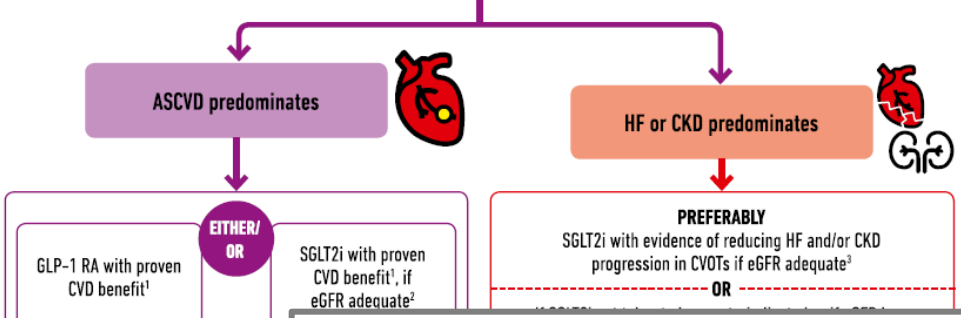 ASCVD predominates
HF or CKD predominates
EITHER/
OR
GLP-1 RA with proven
CVD benefit¹
SGLT2i with proven
CVD benefit¹, if
eGFR adequate²
PREFERABLY
SGLT2i with evidence of reducing HF and/or CKD
progression in CVOTs if eGFR adequate³
OR